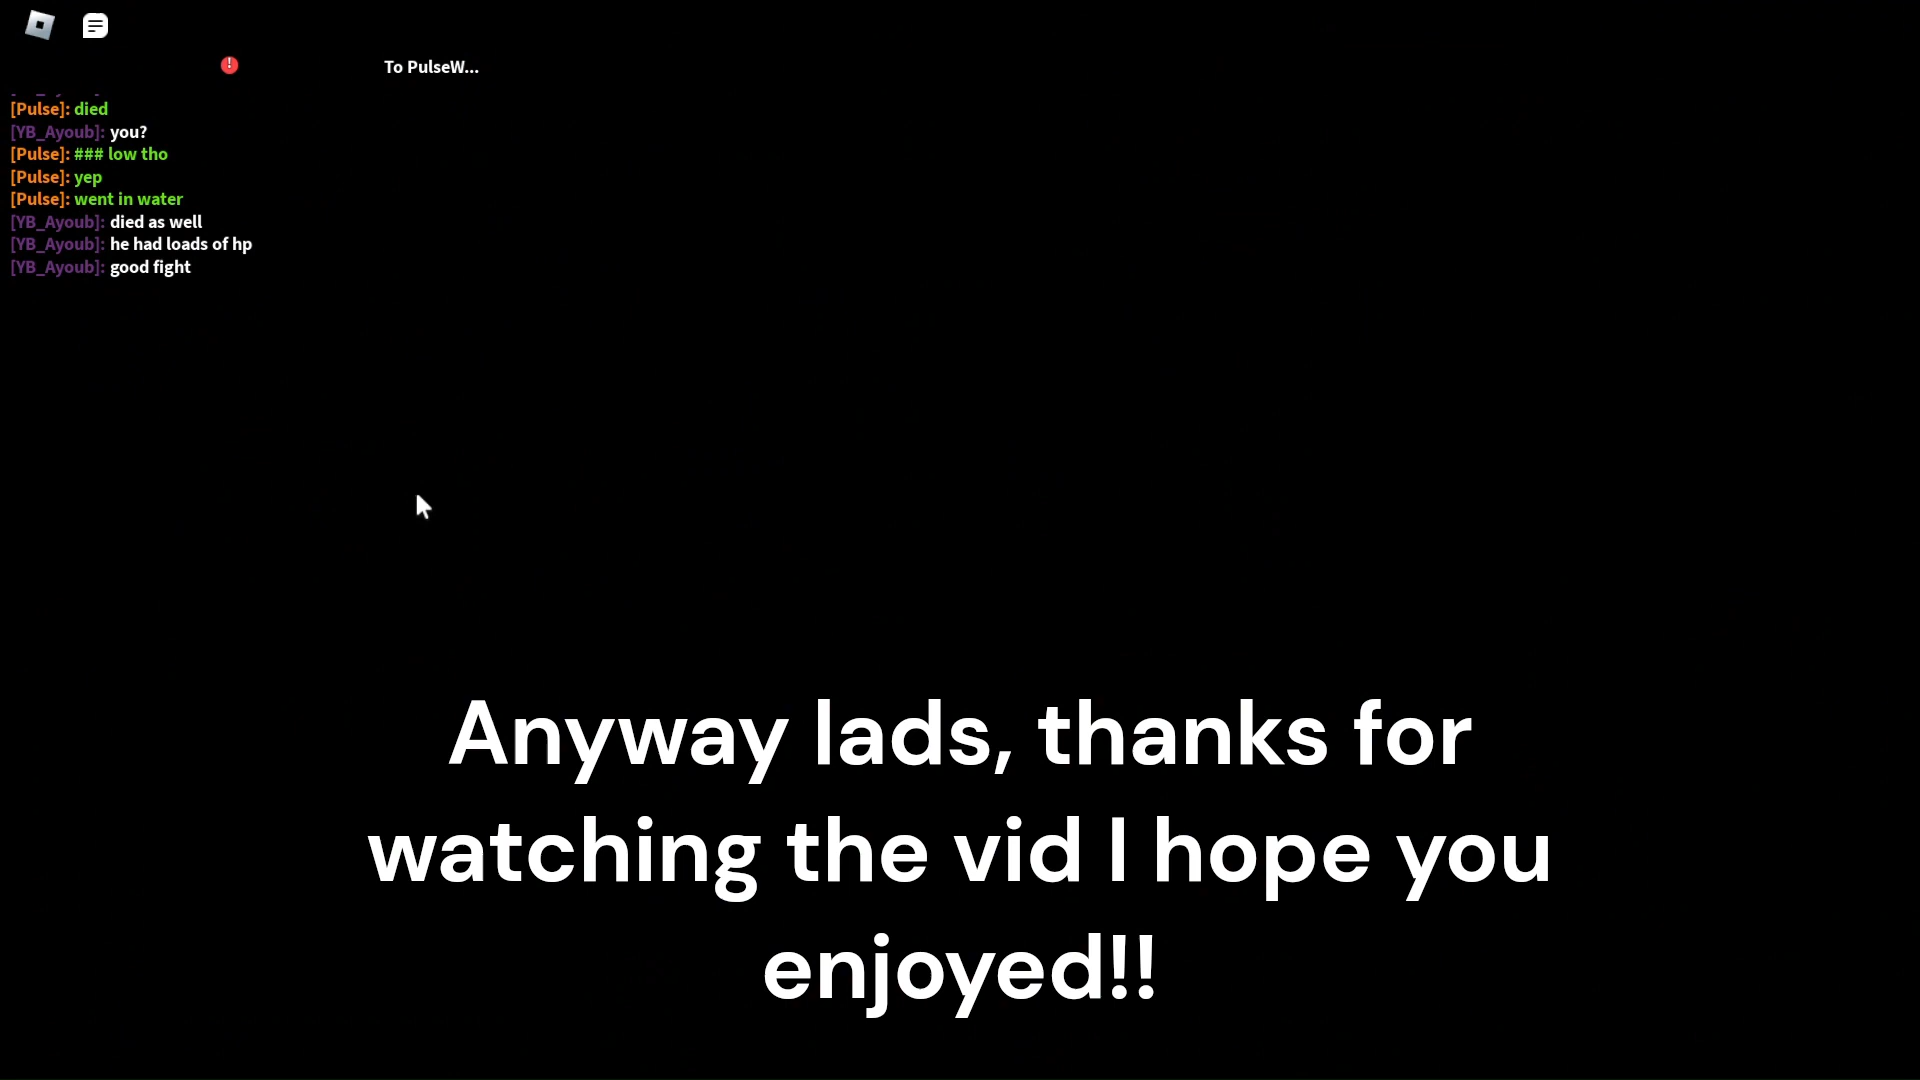 To PulseW...
[Pulse]: died
[YB_Ayoub]: you?
[Pulse]: ### low tho
[Pulse]: yep
[Pulse]: went in water
[YB_Ayoub]: died as well
[YB_Ayoub]: he had loads of hp
[YB_Ayoub]: good fight
Anyway lads, thanks for
watching the vid I hope you
enjoyed!!